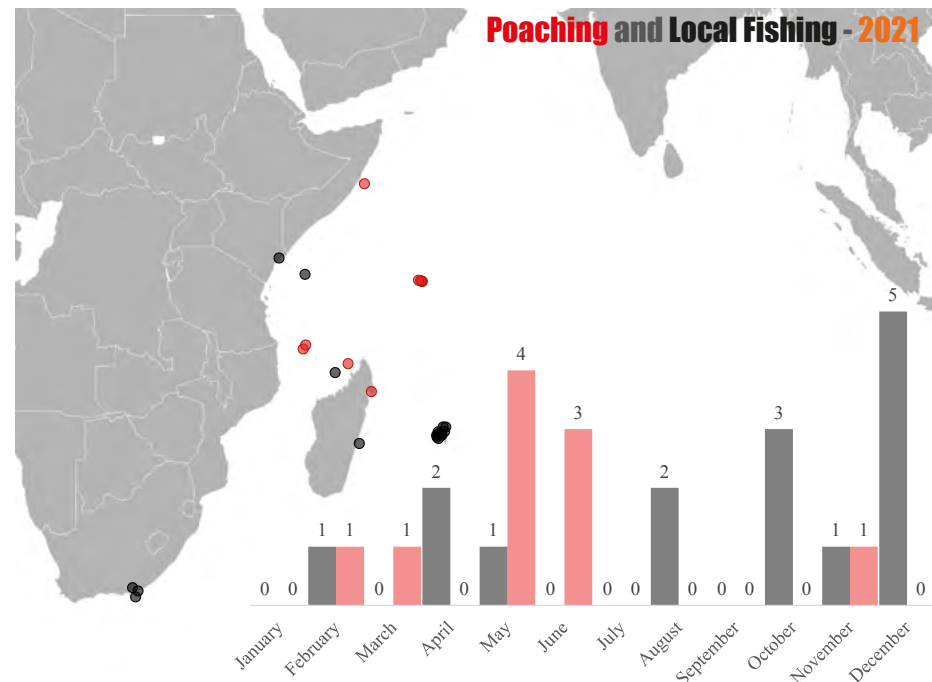 Poaching and Local Fishing - 2021
5
4
3
3
2
2
1 1 1 1 1 1
0 0 0 0 0 0 0 0 0 0 0 0
January February March April May June July August September October November December